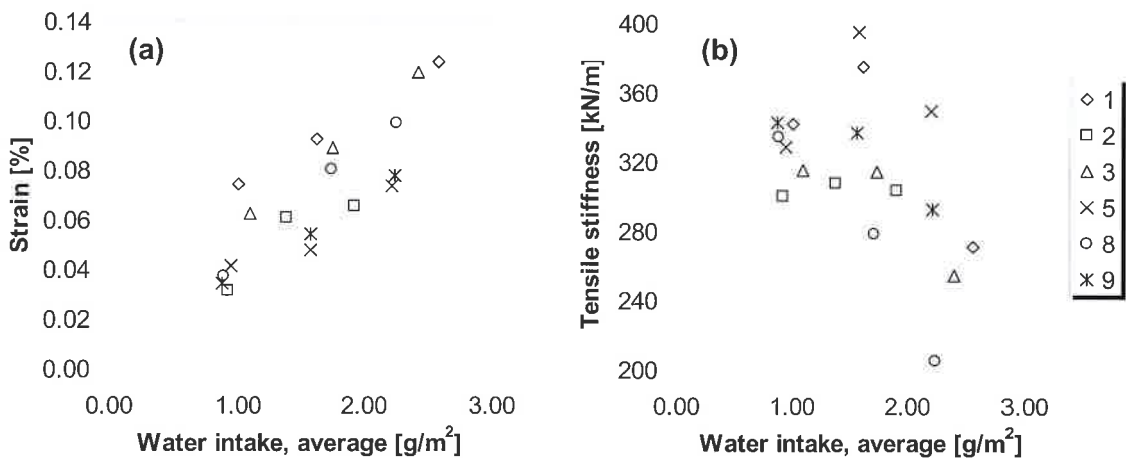 (a)
Strain [%]
0.14
0.12
0.10
0.08
0.06
0.04
0.02
0.00
0.00 1.00 2.00 3.00
Water intake, average [g/m²]
(b)
Tensile stiffness [kN/m]
400
360
320
280
240
200
0.00 1.00 2.00 3.00
Water intake, average [g/m²]
1
2
3
5
8
9